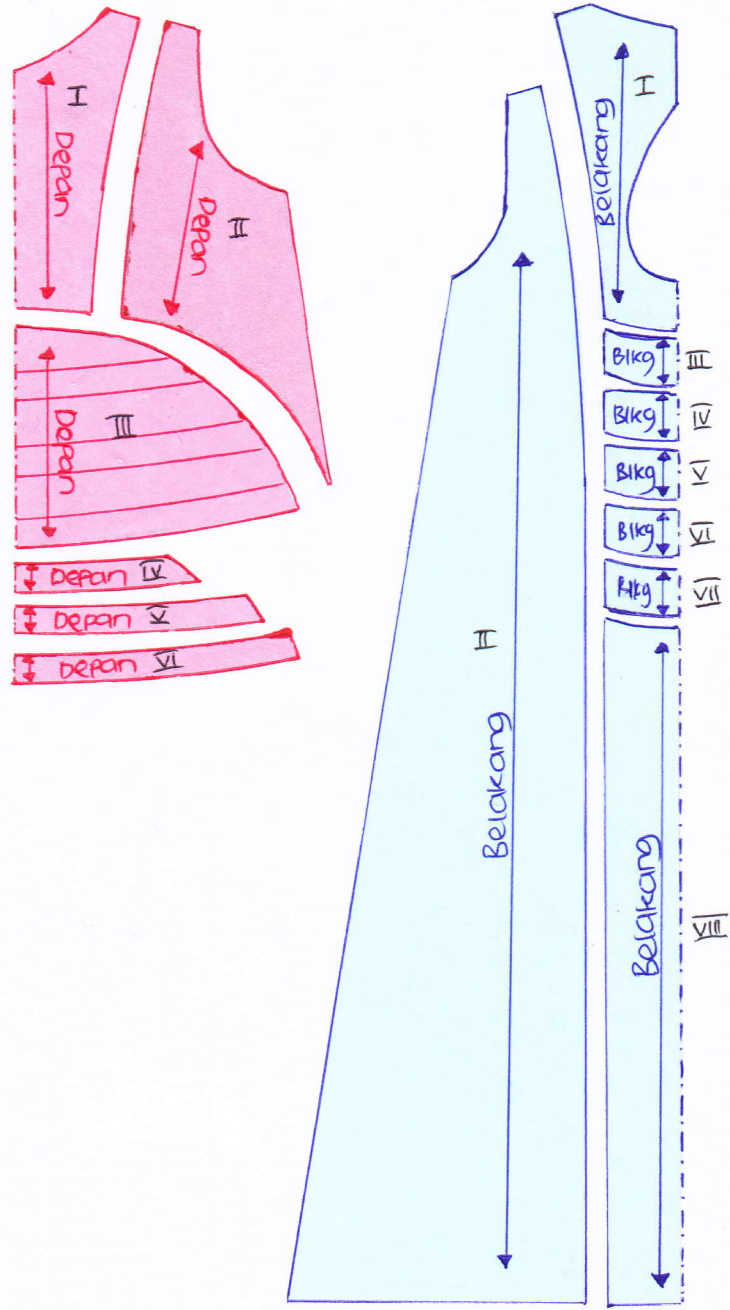 I
Depan
II
Depan
III
Depan
Depan IV
Depan V
Depan VI
I
Belakang
II
Belakang
Blkg III
Blkg IV
Blkg V
Blkg VI
Blkg VII
Belakang
VIII